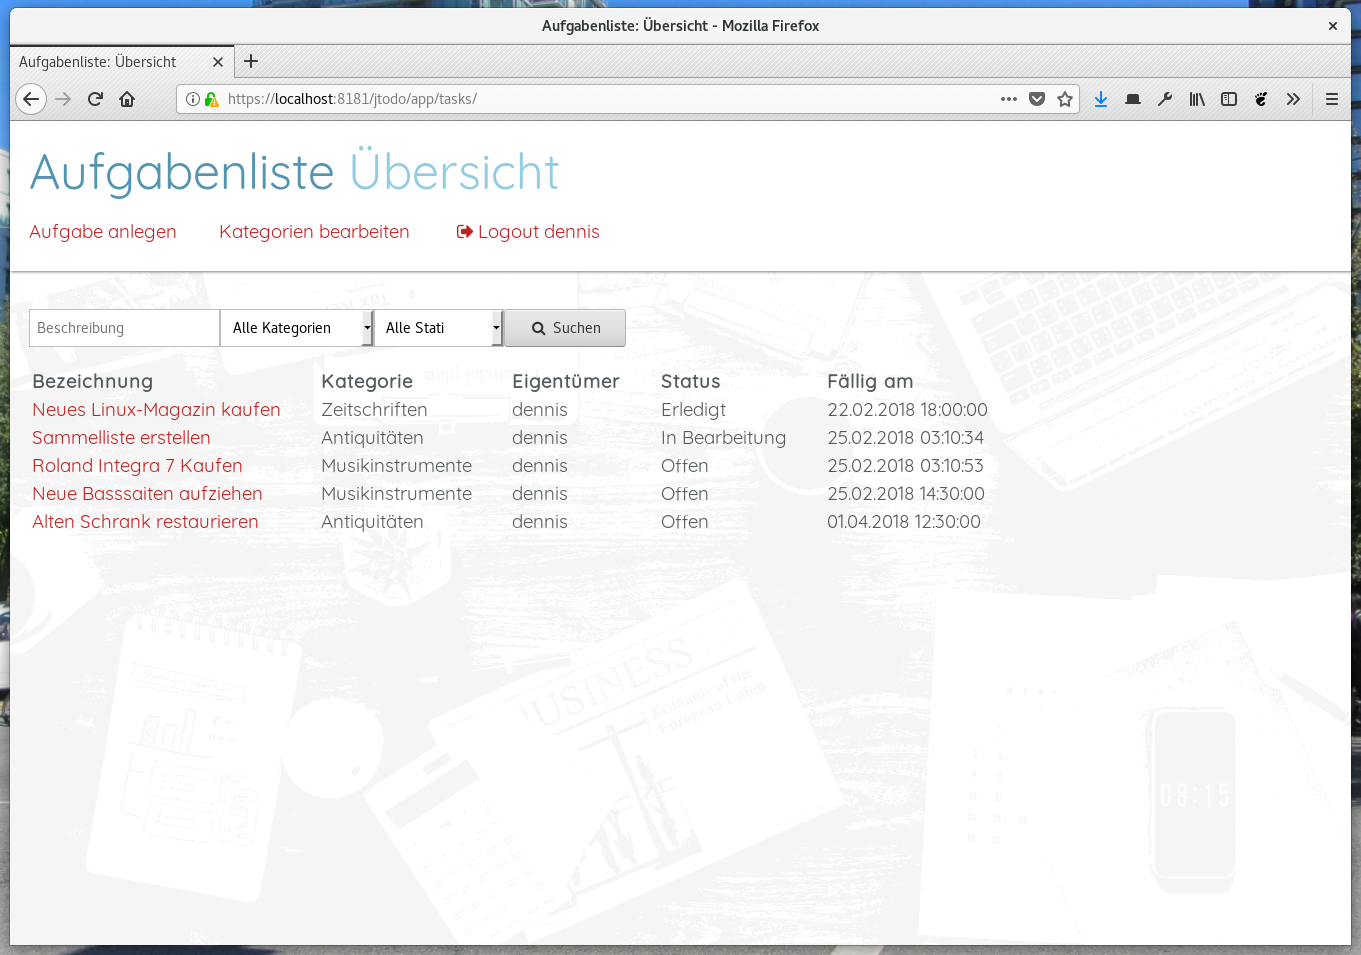 Aufgabenliste: Übersicht - Mozilla Firefox
Aufgabenliste: Übersicht
https://localhost:8181/jtodo/app/tasks/
Aufgabenliste Übersicht
Aufgabe anlegen Kategorien bearbeiten Logout dennis
Beschreibung Alle Kategorien Alle Stati Suchen
Bezeichnung Kategorie Eigentümer Status Fällig am
Neues Linux-Magazin kaufen Zeitschriften dennis Erledigt 22.02.2018 18:00:00
Sammelliste erstellen Antiquitäten dennis In Bearbeitung 25.02.2018 03:10:34
Roland Integra 7 Kaufen Musikinstrumente dennis Offen 25.02.2018 03:10:53
Neue Basssaiten aufziehen Musikinstrumente dennis Offen 25.02.2018 14:30:00
Alten Schrank restaurieren Antiquitäten dennis Offen 01.04.2018 12:30:00
BUSINESS
Economy of the
European Union
08:15